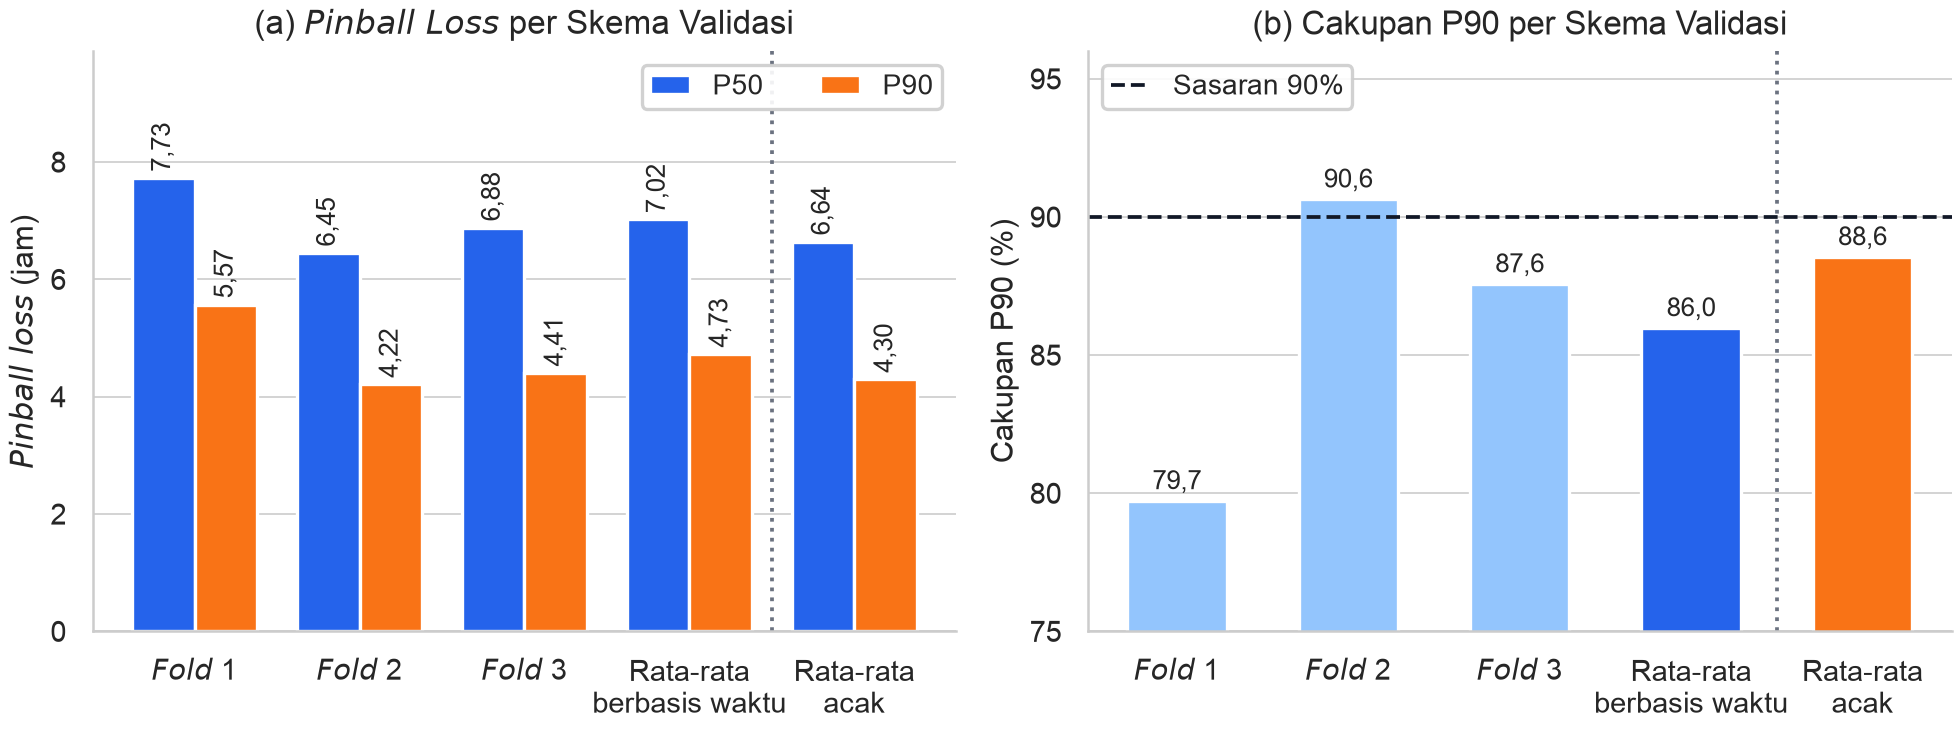 (a) Pinball Loss per Skema Validasi
P50
P90
Pinball loss (jam)
8
6
4
2
0
7,73
5,57
6,45
4,22
6,88
4,41
7,02
4,73
6,64
4,30
Fold 1
Fold 2
Fold 3
Rata-rata
berbasis waktu
Rata-rata
acak
(b) Cakupan P90 per Skema Validasi
Sasaran 90%
Cakupan P90 (%)
95
90
85
80
75
79,7
90,6
87,6
86,0
88,6
Fold 1
Fold 2
Fold 3
Rata-rata
berbasis waktu
Rata-rata
acak